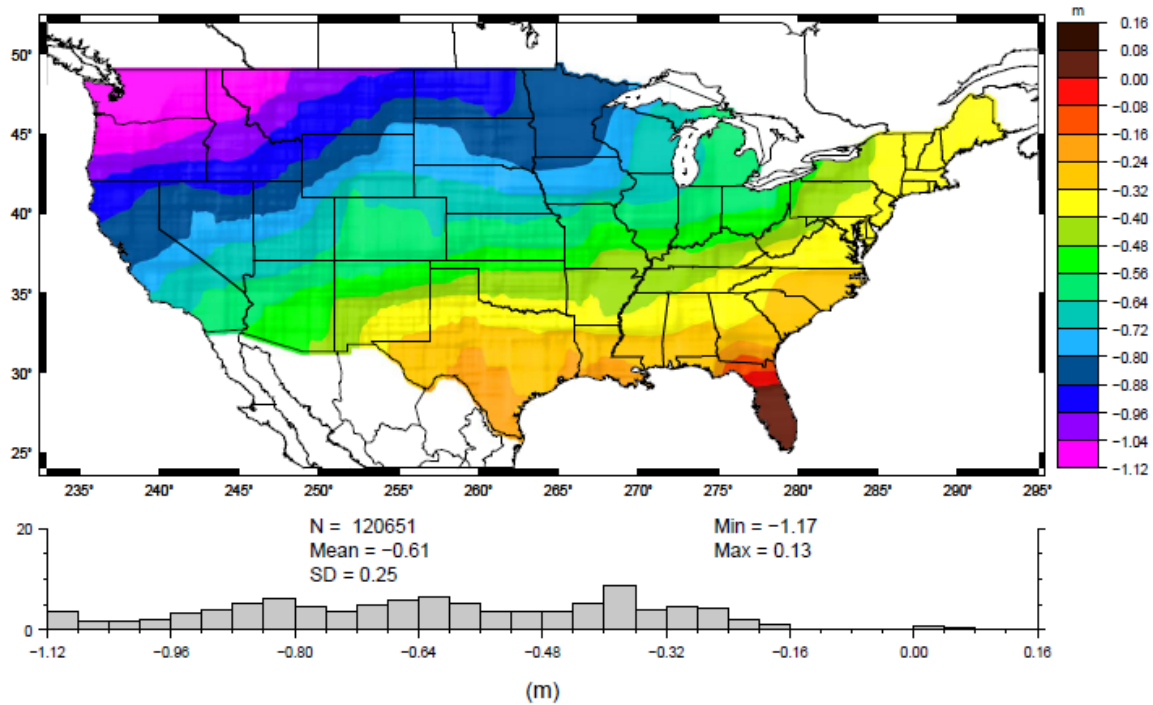 m
50°
45°
40°
35°
30°
25°
235° 240° 245° 250° 255° 260° 265° 270° 275° 280° 285° 290° 295°
0.16
0.08
0.00
−0.08
−0.16
−0.24
−0.32
−0.40
−0.48
−0.56
−0.64
−0.72
−0.80
−0.88
−0.96
−1.04
−1.12
N = 120651
Mean = −0.61
SD = 0.25
Min = −1.17
Max = 0.13
20
0
−1.12 −0.96 −0.80 −0.64 −0.48 −0.32 −0.16 0.00 0.16
(m)